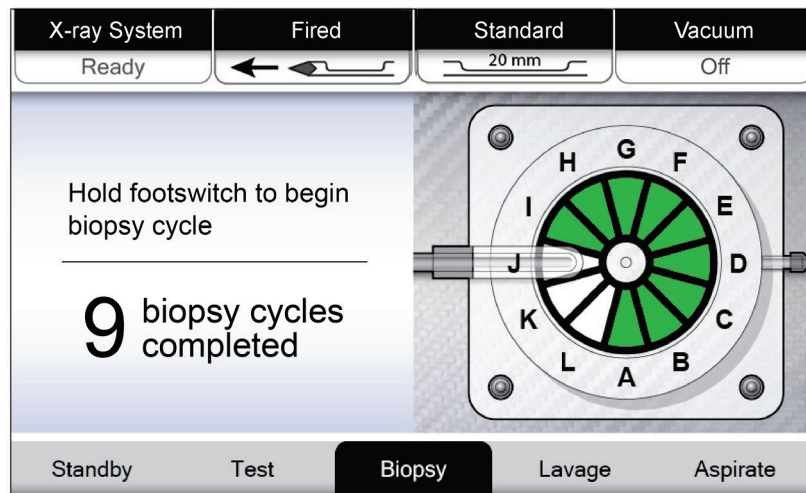 X-ray System
Fired
Standard
Vacuum
Ready
20 mm
Off
Hold footswitch to begin
biopsy cycle
9 biopsy cycles
completed
G
H
F
I
E
J
D
K
C
L
B
A
Standby
Test
Biopsy
Lavage
Aspirate